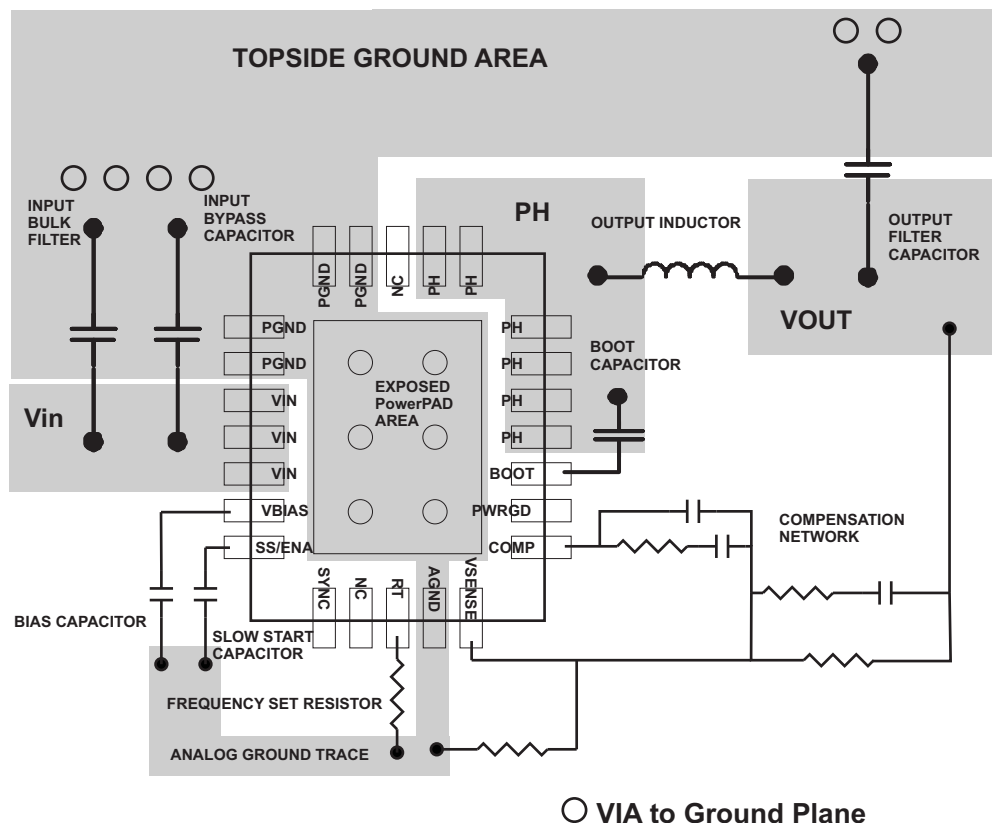 TOPSIDE GROUND AREA
INPUT
BULK
FILTER
INPUT
BYPASS
CAPACITOR
PH
OUTPUT INDUCTOR
OUTPUT
FILTER
CAPACITOR
VOUT
PGND
PGND
NC
PH
PH
PGND
PGND
VIN
VIN
VIN
VBIAS
SS/ENA
Vin
EXPOSED
PowerPAD
AREA
PH
PH
PH
PH
BOOT
PWRGD
COMP
BOOT
CAPACITOR
COMPENSATION
NETWORK
SYNC
NC
RT
AGND
VSENSE
BIAS CAPACITOR
SLOW START
CAPACITOR
FREQUENCY SET RESISTOR
ANALOG GROUND TRACE
VIA to Ground Plane